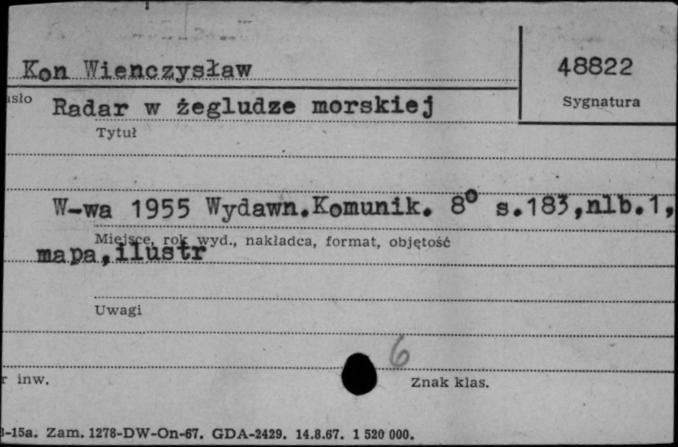 Kon Wienczysław
48822
asło
Radar w żegludze morskiej
Sygnatura
Tytuł
W-wa 1955 Wydawn.Komunik. 8° s.183,nlb.1,
Miejsce, rok wyd., nakładca, format, objętość
mapa,ilustr
Uwagi
6
r inw.
Znak klas.
-15a. Zam. 1278-DW-On-67. GDA-2429. 14.8.67. 1 520 000.